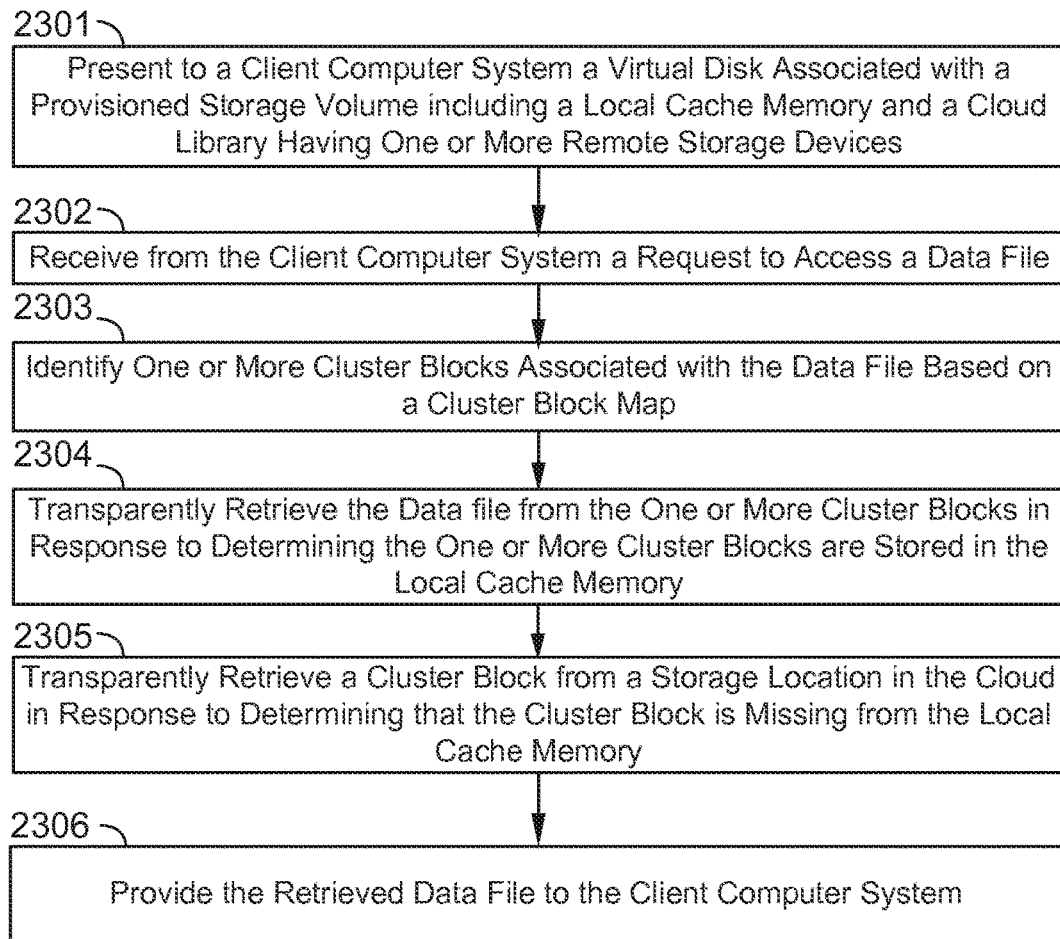 2301
Present to a Client Computer System a Virtual Disk Associated with a
Provisioned Storage Volume including a Local Cache Memory and a Cloud
Library Having One or More Remote Storage Devices
2302
Receive from the Client Computer System a Request to Access a Data File
2303
Identify One or More Cluster Blocks Associated with the Data File Based on
a Cluster Block Map
2304
Transparently Retrieve the Data file from the One or More Cluster Blocks in
Response to Determining the One or More Cluster Blocks are Stored in the
Local Cache Memory
2305
Transparently Retrieve a Cluster Block from a Storage Location in the Cloud
in Response to Determining that the Cluster Block is Missing from the Local
Cache Memory
2306
Provide the Retrieved Data File to the Client Computer System